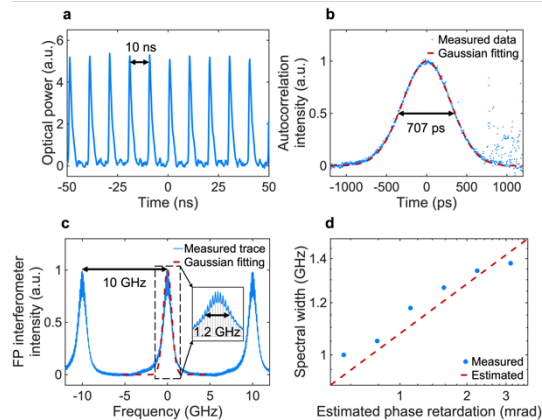 a
10 ns
Optical power (a.u.)
6
4
2
0
-50
-25
0
25
50
Time (ns)
b
Measured data
Gaussian fitting
707 ps
Autocorrelation
intensity (a.u.)
1
0.5
0
-1000
-500
0
500
1000
Time (ps)
c
Measured trace
Gaussian fitting
10 GHz
1.2 GHz
FP interferometer
intensity (a.u.)
1
0.5
0
-10
-5
0
5
10
Frequency (GHz)
d
Spectral width (GHz)
1.4
1.2
1
Measured
Estimated
1
2
3
Estimated phase retardation (mrad)